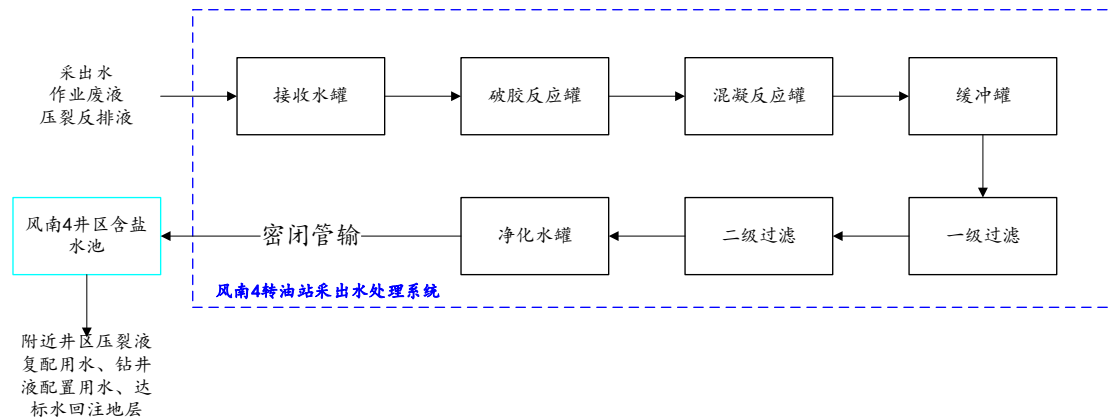 采出水
作业废液
压裂反排液
接收水罐
破胶反应罐
混凝反应罐
缓冲罐
风南4井区含盐
水池
密闭管输
净化水罐
二级过滤
一级过滤
风南4转油站采出水处理系统
附近井区压裂液
复配用水、钻井
液配置用水、达
标水回注地层